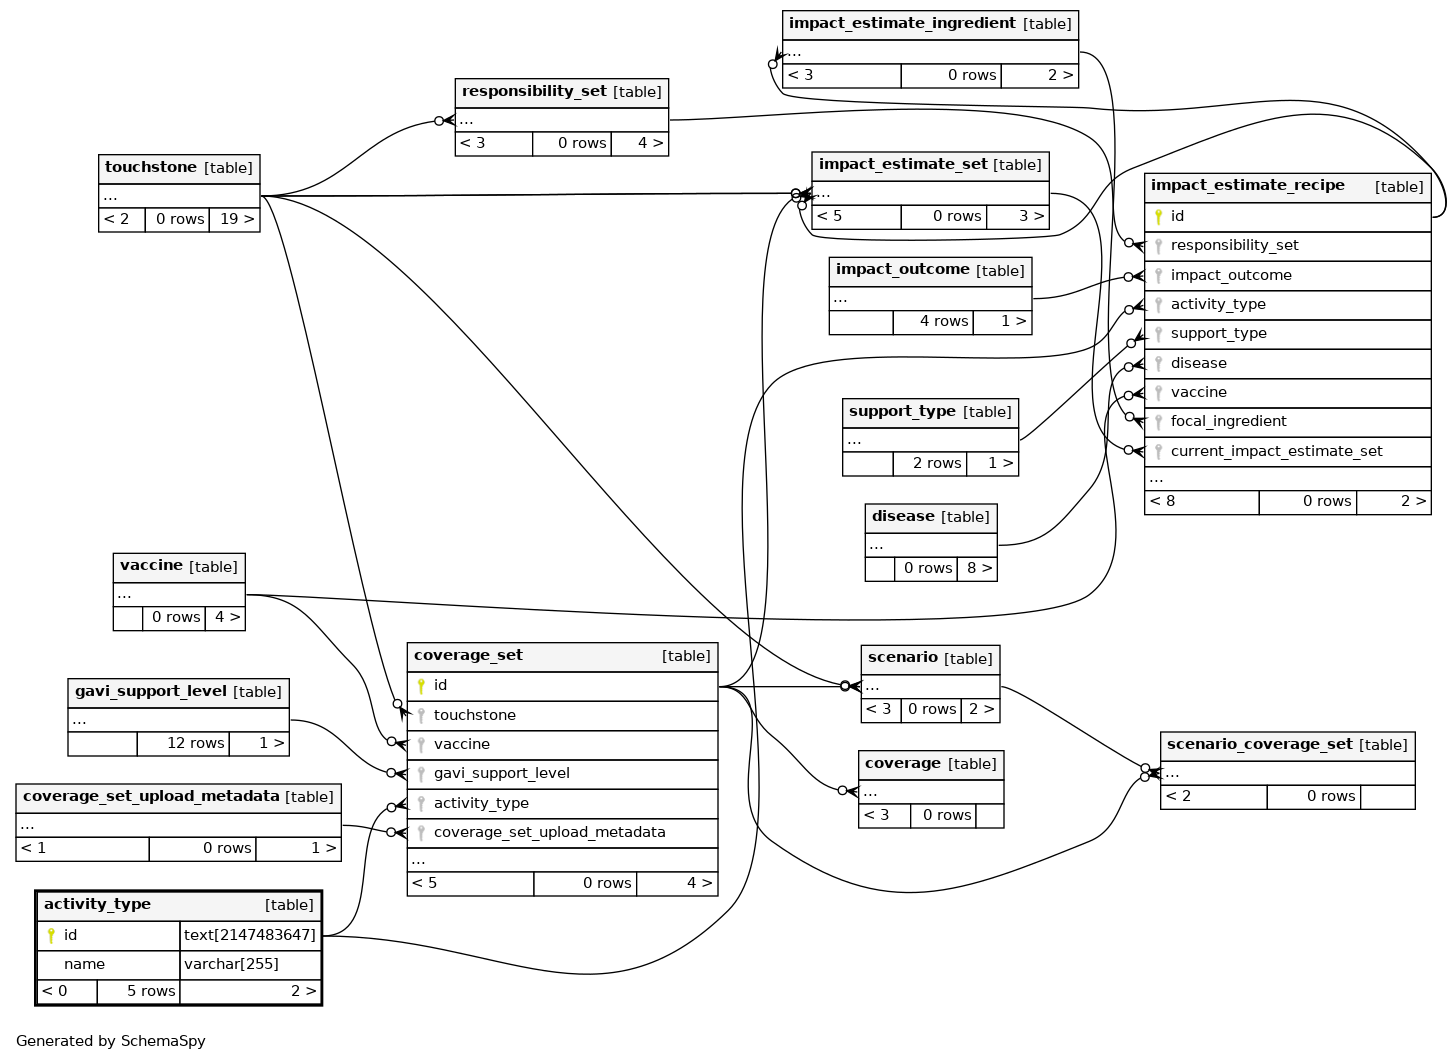 impact_estimate_ingredient [table]
...
< 3 0 rows 2 >
responsibility_set [table]
...
< 3 0 rows 4 >
touchstone [table]
...
< 2 0 rows 19 >
impact_estimate_set [table]
...
< 5 0 rows 3 >
impact_estimate_recipe [table]
id
responsibility_set
impact_outcome
activity_type
support_type
disease
vaccine
focal_ingredient
current_impact_estimate_set
...
< 8 0 rows 2 >
impact_outcome [table]
...
4 rows 1 >
support_type [table]
...
2 rows 1 >
disease [table]
...
0 rows 8 >
vaccine [table]
...
0 rows 4 >
coverage_set [table]
id
touchstone
vaccine
gavi_support_level
activity_type
coverage_set_upload_metadata
...
< 5 0 rows 4 >
scenario [table]
...
< 3 0 rows 2 >
gavi_support_level [table]
...
12 rows 1 >
scenario_coverage_set [table]
...
< 2 0 rows
coverage [table]
...
< 3 0 rows
coverage_set_upload_metadata [table]
...
< 1 0 rows 1 >
activity_type [table]
id text[2147483647]
name varchar[255]
< 0 5 rows 2 >
Generated by SchemaSpy